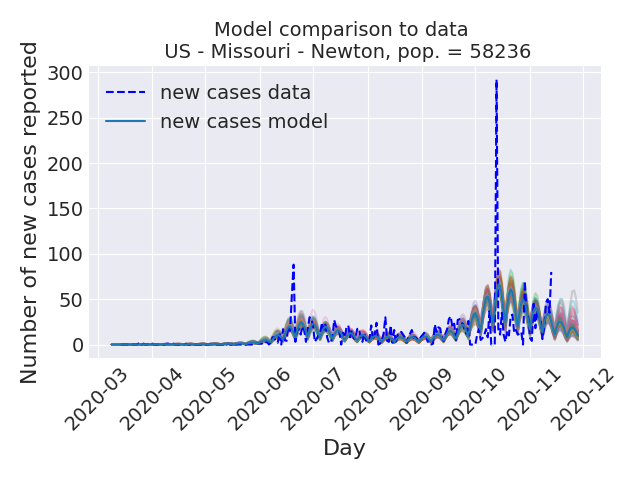 Model comparison to data
US - Missouri - Newton, pop. = 58236
Number of new cases reported
300
250
200
150
100
50
0
new cases data
new cases model
2020-03
2020-04
2020-05
2020-06
2020-07
2020-08
2020-09
2020-10
2020-11
2020-12
Day